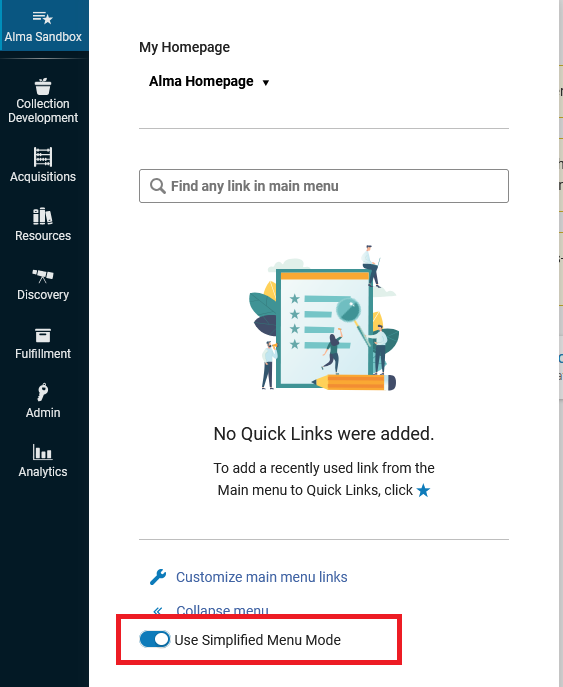 Alma Sandbox
Collection
Development
Acquisitions
Resources
Discovery
Fulfillment
Admin
Analytics
My Homepage
Alma Homepage
Find any link in main menu
No Quick Links were added.
To add a recently used link from the
Main menu to Quick Links, click
Customize main menu links
Collapse menu
Use Simplified Menu Mode